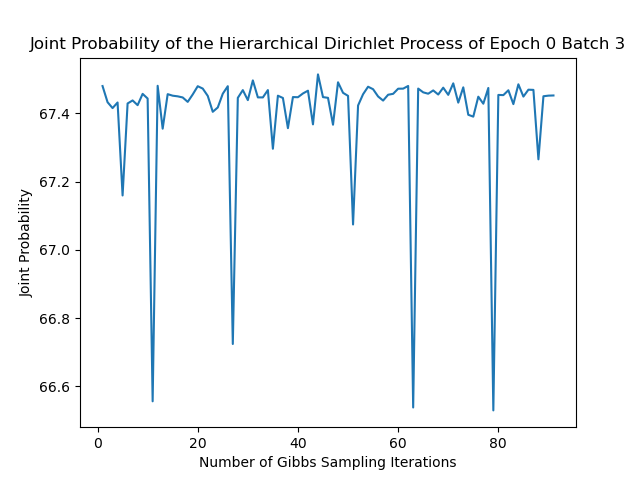 Joint Probability of the Hierarchical Dirichlet Process of Epoch 0 Batch 3
67.4
67.2
67.0
66.8
66.6
Joint Probability
0 20 40 60 80
Number of Gibbs Sampling Iterations